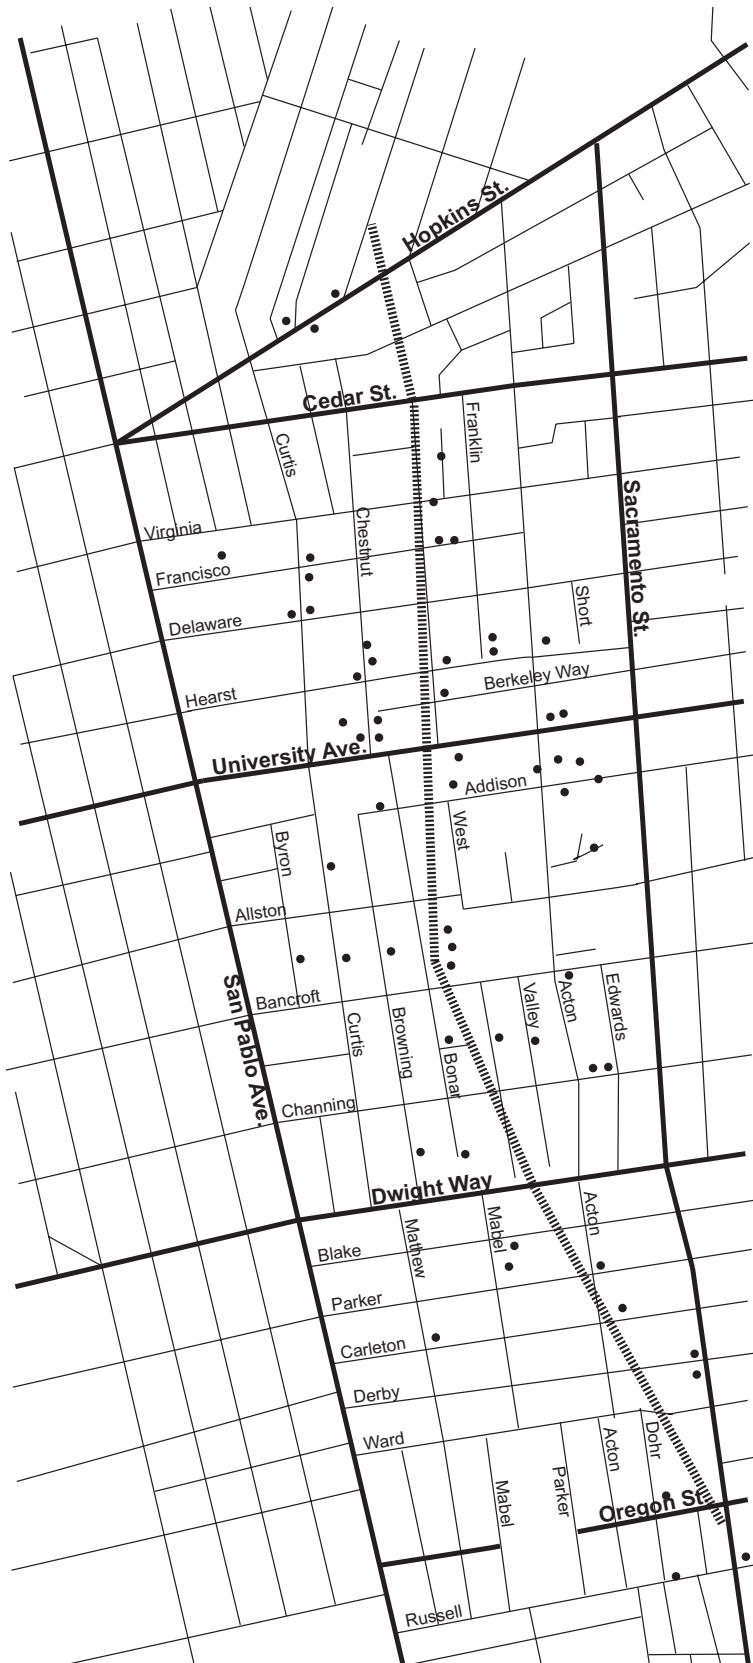 Hopkins St.
Cedar St.
Franklin
Curtis
Sacramento St.
Chestnut
Virginia
Francisco
Short
Delaware
Berkeley Way
Hearst
University Ave.
Addison
West
Byron
Allston
San Pablo Ave.
Bancroft
Valley
Acton
Edwards
Curtis
Browning
Bonar
Channing
Dwight Way
Mabel
Acton
Mathew
Blake
Parker
Carleton
Derby
Ward
Acton
Dohr
Mabel
Parker
Oregon St.
Russell